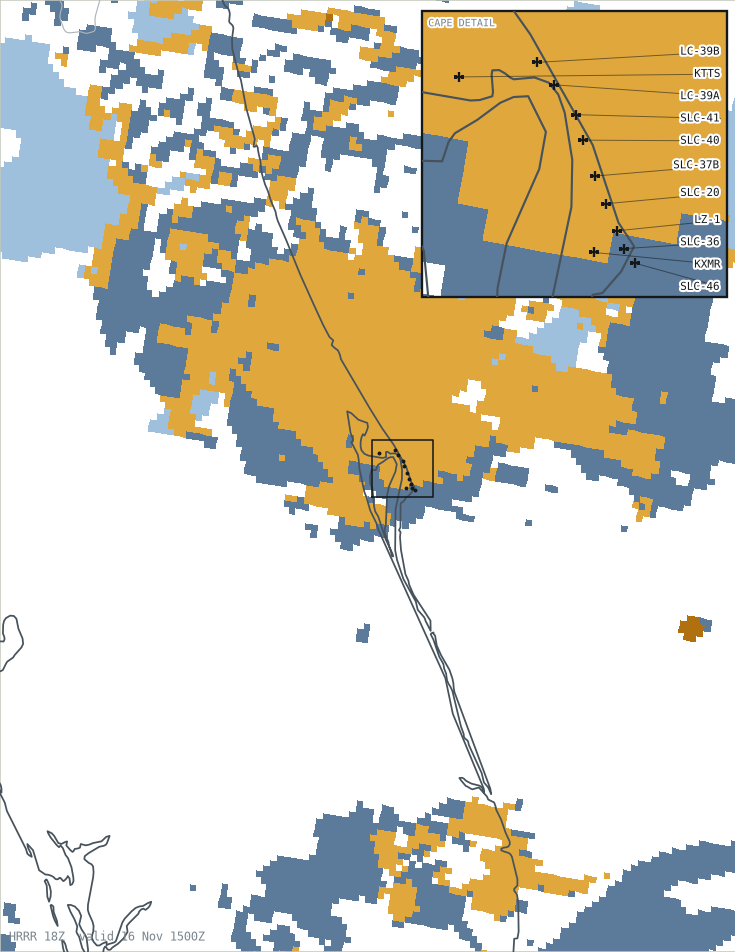 CAPE DETAIL
LC-39B
KTTS
LC-39A
SLC-41
SLC-40
SLC-37B
SLC-20
LZ-1
SLC-36
KXMR
SLC-46
HRRR 18Z valid 16 Nov 1500Z